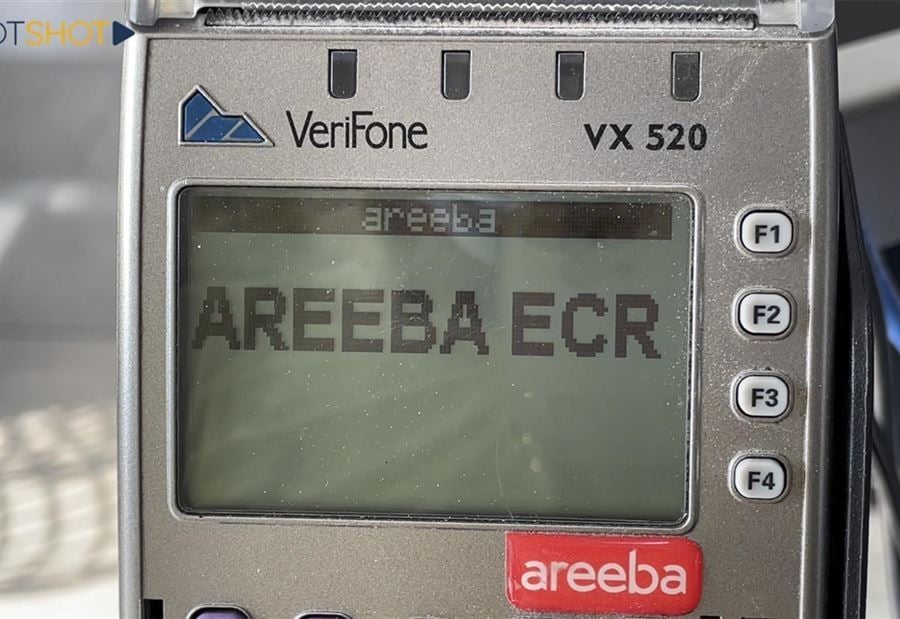 OTSHOT
VeriFone
VX 520
areeba
AREEBA ECR
F1
F2
F3
F4
areeba